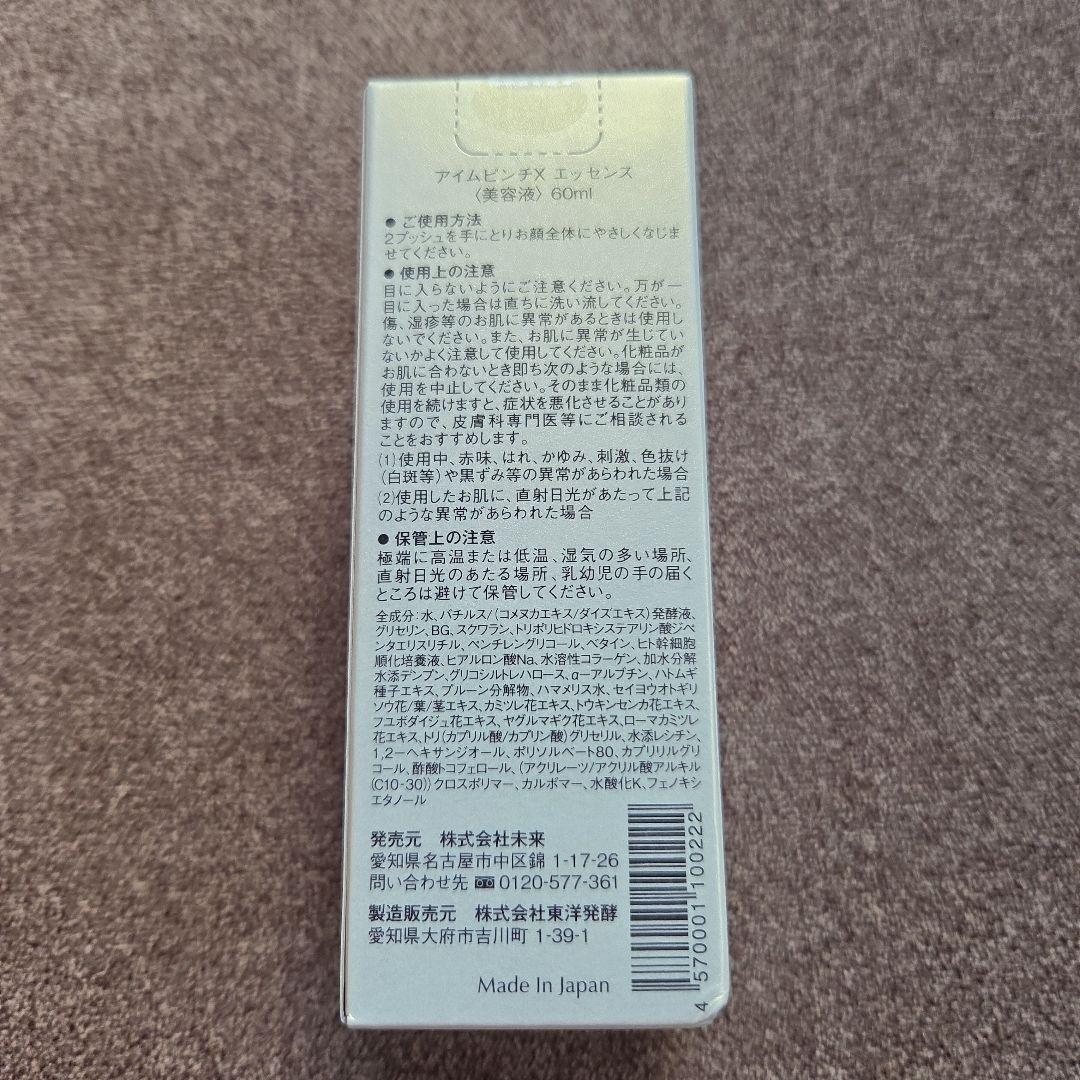 アイムピンチX エッセンス
〈美容液〉60ml
● ご使用方法
2プッシュを手にとりお顔全体にやさしくなじま
せてください。
● 使用上の注意
目に入らないようにご注意ください。万が一
目に入った場合は直ちに洗い流してください。
傷、湿疹等のお肌に異常があるときは使用し
ないでください。また、お肌に異常が生じてい
ないかよく注意して使用してください。化粧品が
お肌に合わないとき即ち次のような場合には、
使用を中止してください。そのまま化粧品類の
使用を続けますと、症状を悪化させることがあり
ますので、皮膚科専門医等にご相談される
ことをおすすめします。
(1)使用中、赤味、はれ、かゆみ、刺激、色抜け
(白斑等)や黒ずみ等の異常があらわれた場合
(2)使用したお肌に、直射日光があたって上記
のような異常があらわれた場合
● 保管上の注意
極端に高温または低温、湿気の多い場所、
直射日光のあたる場所、乳幼児の手の届く
ところは避けて保管してください。
全成分:水、バチルス/(コメヌカエキス/ダイズエキス)発酵液、
グリセリン、BG、スクワラン、トリポリヒドロキシステアリン酸ジペ
ンタエリスリチル、ペンチレングリコール、ベタイン、ヒト幹細胞
順化培養液、ヒアルロン酸Na、水溶性コラーゲン、加水分解
水添デンプン、グリコシルトレハロース、α-アルブチン、ハトムギ
種子エキス、プルーン分解物、ハマメリス水、セイヨウオトギリ
ソウ花/葉/茎エキス、カミツレ花エキス、トウキンセンカ花エキス、
フユボダイジュ花エキス、ヤグルマギク花エキス、ローマカミツレ
花エキス、トリ(カプリル酸/カプリン酸)グリセリル、水添レシチン、
1,2-ヘキサンジオール、ポリソルベート80、カプリリルグリ
コール、酢酸トコフェロール、(アクリレーツ/アクリル酸アルキル
(C10-30))クロスポリマー、カルボマー、水酸化K、フェノキシ
エタノール
発売元 株式会社未来
愛知県名古屋市中区錦 1-17-26
問い合わせ先 0120-577-361
製造販売元 株式会社東洋発酵
愛知県大府市吉川町 1-39-1
Made In Japan
4 570001 100222